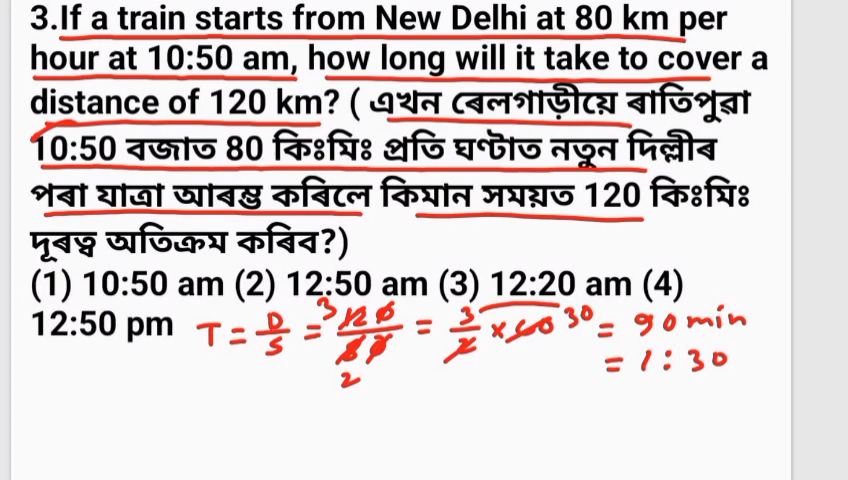 3.If a train starts from New Delhi at 80 km per
hour at 10:50 am, how long will it take to cover a
distance of 120 km? ( এখন ৰেলগাড়ীয়ে ৰাতিপুৱা
10:50 বজাত 80 কিঃমিঃ প্ৰতি ঘণ্টাত নতুন দিল্লীৰ
পৰা যাত্ৰা আৰম্ভ কৰিলে কিমান সময়ত 120 কিঃমিঃ
দূৰত্ব অতিক্ৰম কৰিব?)
(1) 10:50 am (2) 12:50 am (3) 12:20 am (4)
12:50 pm T = D/S = 3 120/80 2 = 3/2 × 60 30 = 90 min
= 1:30